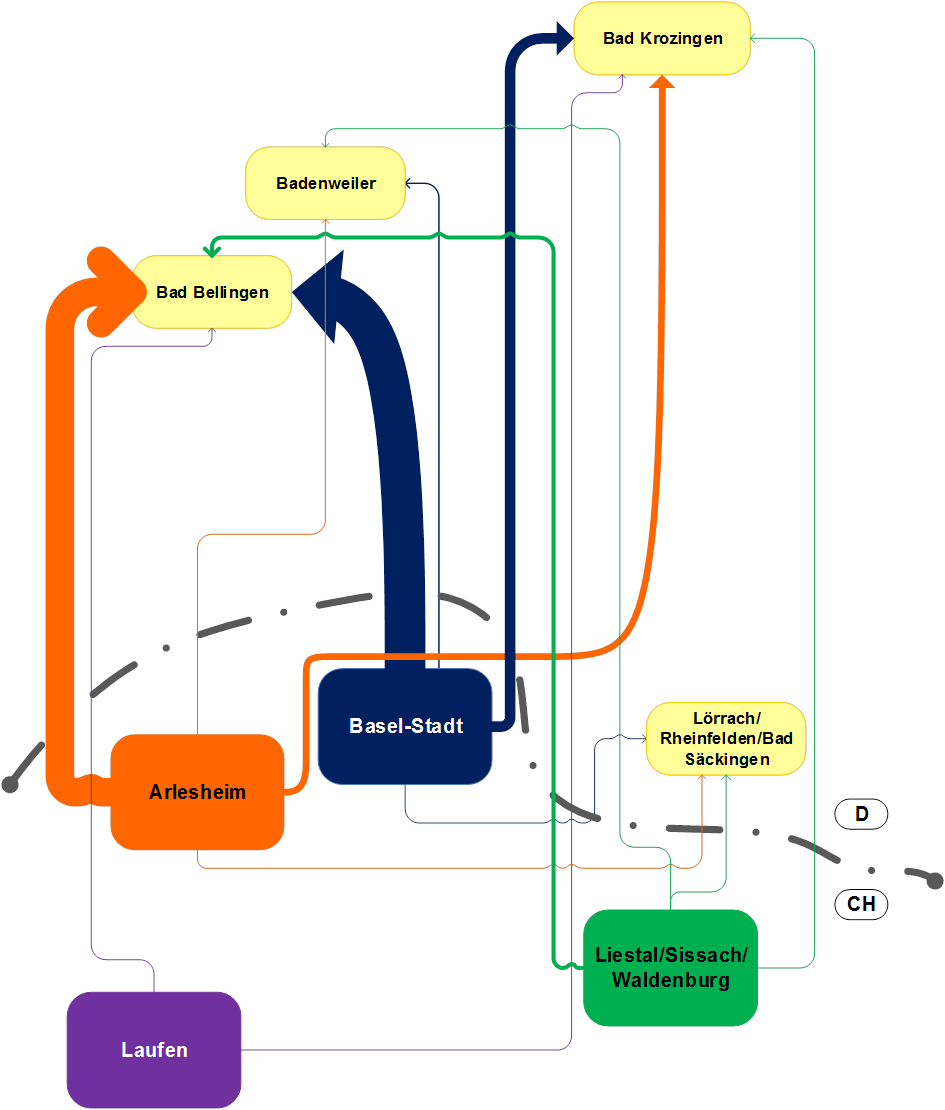 Bad Krozingen
Badenweiler
Bad Bellingen
Basel-Stadt
Lörrach/
Rheinfelden/Bad
Säckingen
Arlesheim
D
CH
Liestal/Sissach/
Waldenburg
Laufen